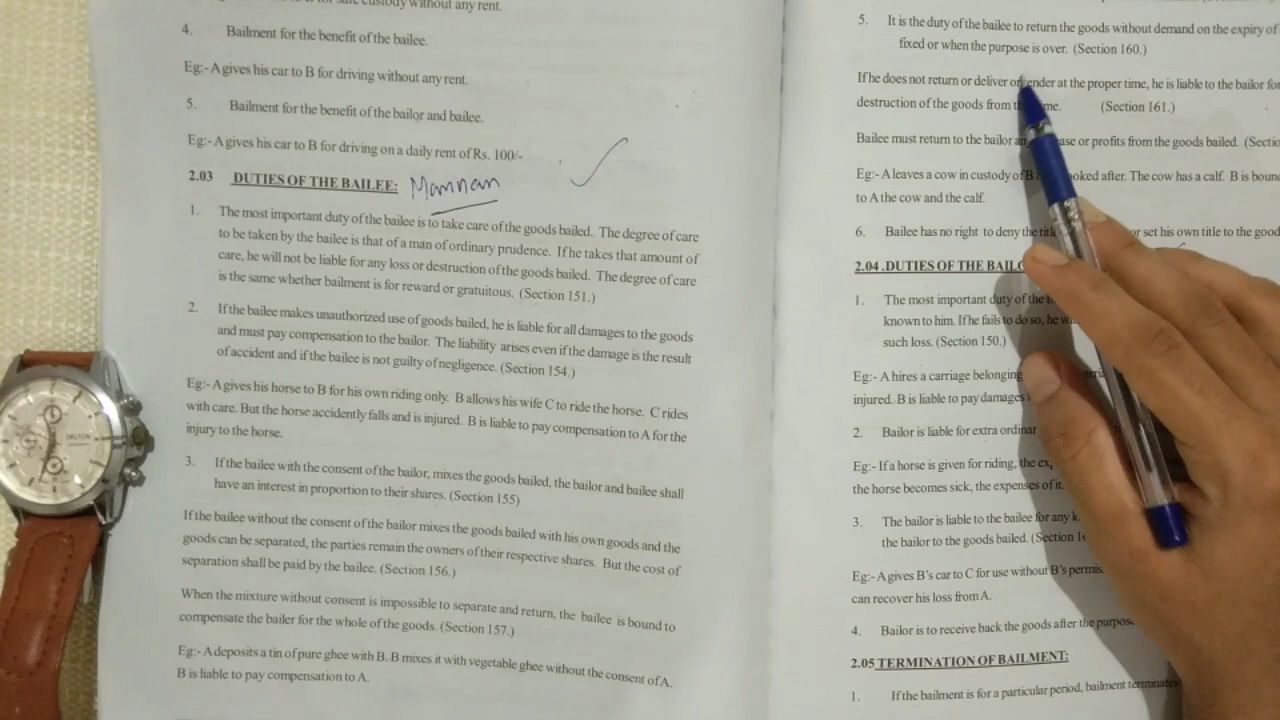 custody without any rent.
4. Bailment for the benefit of the bailee.
Eg:- A gives his car to B for driving without any rent.
5. Bailment for the benefit of the bailor and bailee.
Eg:- A gives his car to B for driving on a daily rent of Rs. 100/-
2.03 DUTIES OF THE BAILEE: Mannan
1. The most important duty of the bailee is to take care of the goods bailed. The degree of care
to be taken by the bailee is that of a man of ordinary prudence. If he takes that amount of
care, he will not be liable for any loss or destruction of the goods bailed. The degree of care
is the same whether bailment is for reward or gratuitous. (Section 151.)
2. If the bailee makes unauthorized use of goods bailed, he is liable for all damages to the goods
and must pay compensation to the bailor. The liability arises even if the damage is the result
of accident and if the bailee is not guilty of negligence. (Section 154.)
Eg:- A gives his horse to B for his own riding only. B allows his wife C to ride the horse. C rides
with care. But the horse accidently falls and is injured. B is liable to pay compensation to A for the
injury to the horse.
3. If the bailee with the consent of the bailor, mixes the goods bailed, the bailor and bailee shall
have an interest in proportion to their shares. (Section 155)
If the bailee without the consent of the bailor mixes the goods bailed with his own goods and the
goods can be separated, the parties remain the owners of their respective shares. But the cost of
separation shall be paid by the bailee. (Section 156.)
When the mixture without consent is impossible to separate and return, the bailee is bound to
compensate the bailer for the whole of the goods. (Section 157.)
Eg:- A deposits a tin of pure ghee with B. B mixes it with vegetable ghee without the consent of A.
B is liable to pay compensation to A.
5. It is the duty of the bailee to return the goods without demand on the expiry of
fixed or when the purpose is over. (Section 160.)
If he does not return or deliver or tender at the proper time, he is liable to the bailor for
destruction of the goods from (Section 161.)
Bailee must return to the bailor or profits from the goods bailed.
Eg:- A leaves a cow in custody of B looked after. The cow has a calf. B is bound
to A the cow and the calf.
6. Bailee has no right to deny the or set his own title to the good
2.04 .DUTIES OF THE
1. The most important duty of the
known to him. If he fails to do so, he
such loss. (Section 150.)
Eg:- A hires a carriage belonging
injured. B is liable to pay damages
2. Bailor is liable for extra
Eg:- If a horse is given for riding, the
the horse becomes sick, the expenses of it.
3. The bailor is liable to the bailee for any
the bailor to the goods bailed. (Section
Eg:- A gives B's car to C for use without B's
can recover his loss from A.
4. Bailor is to receive back the goods after the
2.05 TERMINATION OF BAILMENT:
1. If the bailment is for a particular period, bailment